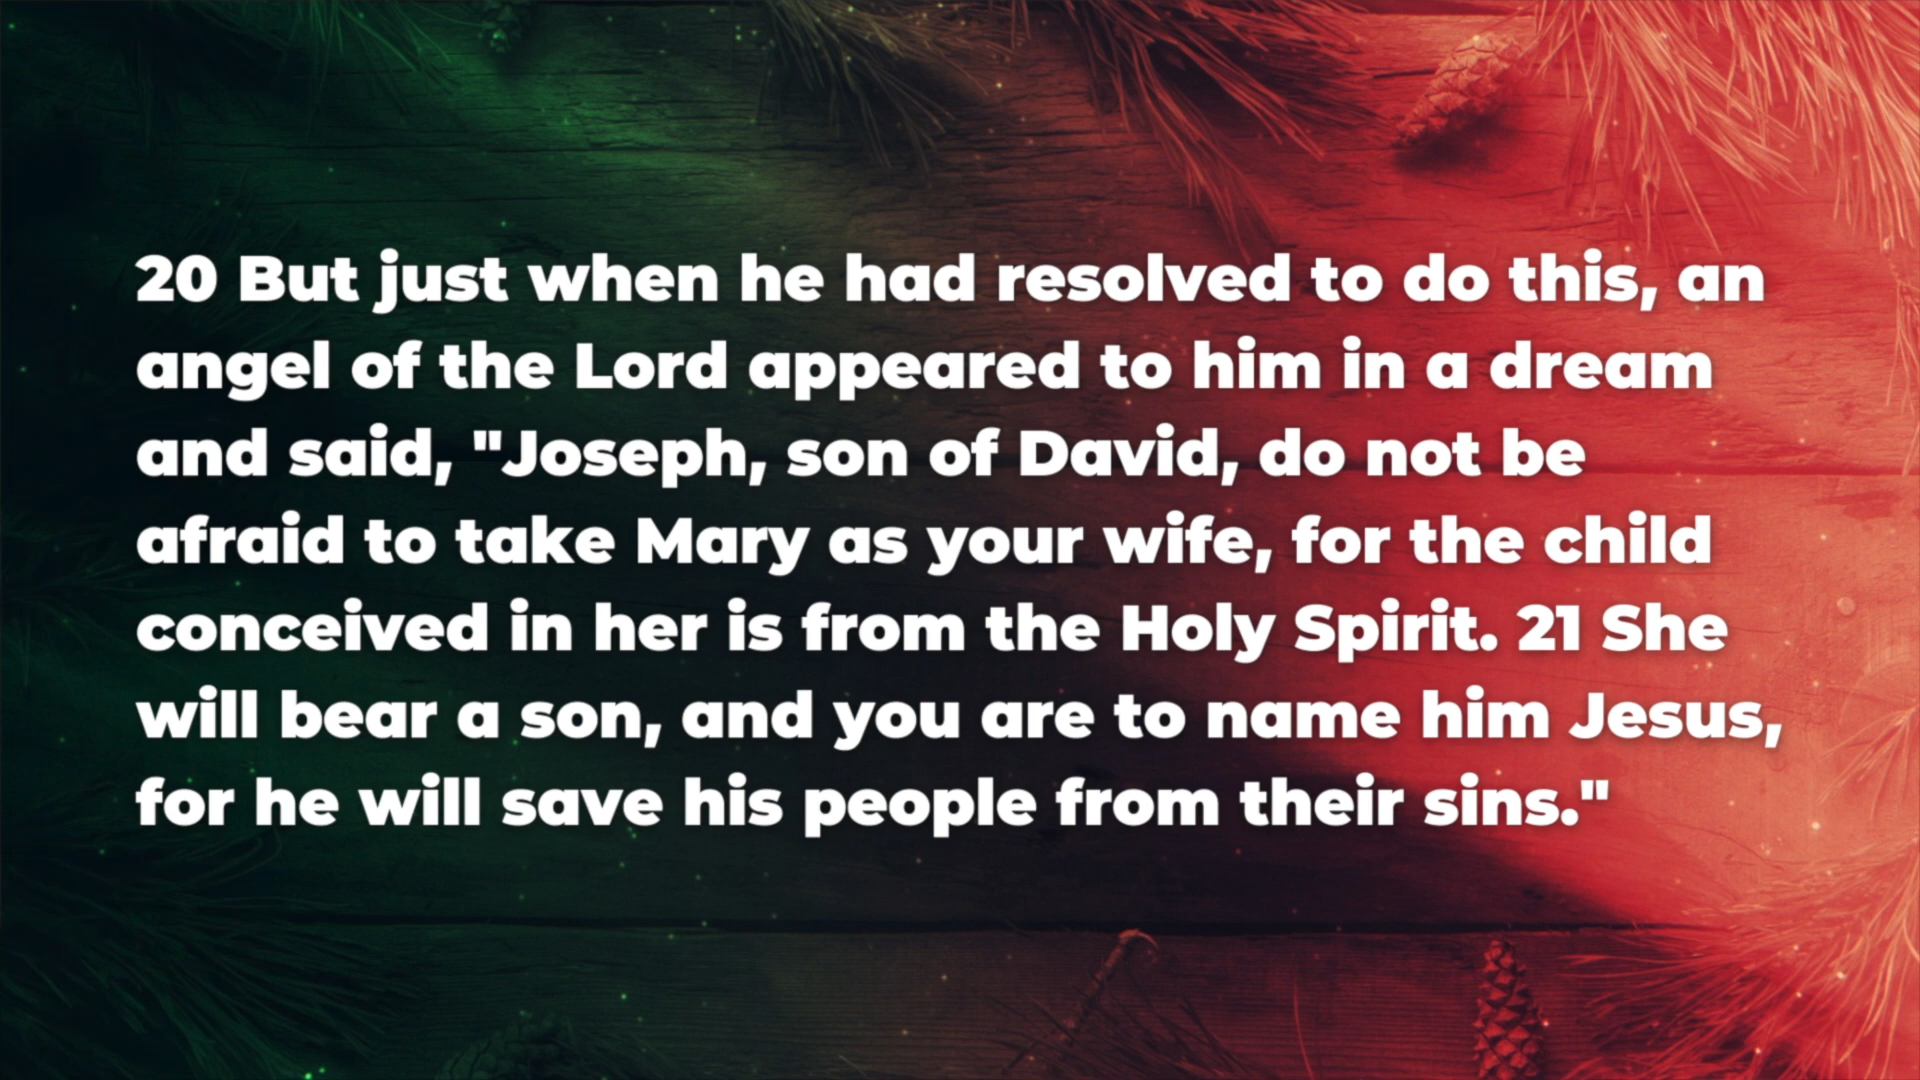 20 But just when he had resolved to do this, an
angel of the Lord appeared to him in a dream
and said, "Joseph, son of David, do not be
afraid to take Mary as your wife, for the child
conceived in her is from the Holy Spirit. 21 She
will bear a son, and you are to name him Jesus,
for he will save his people from their sins."